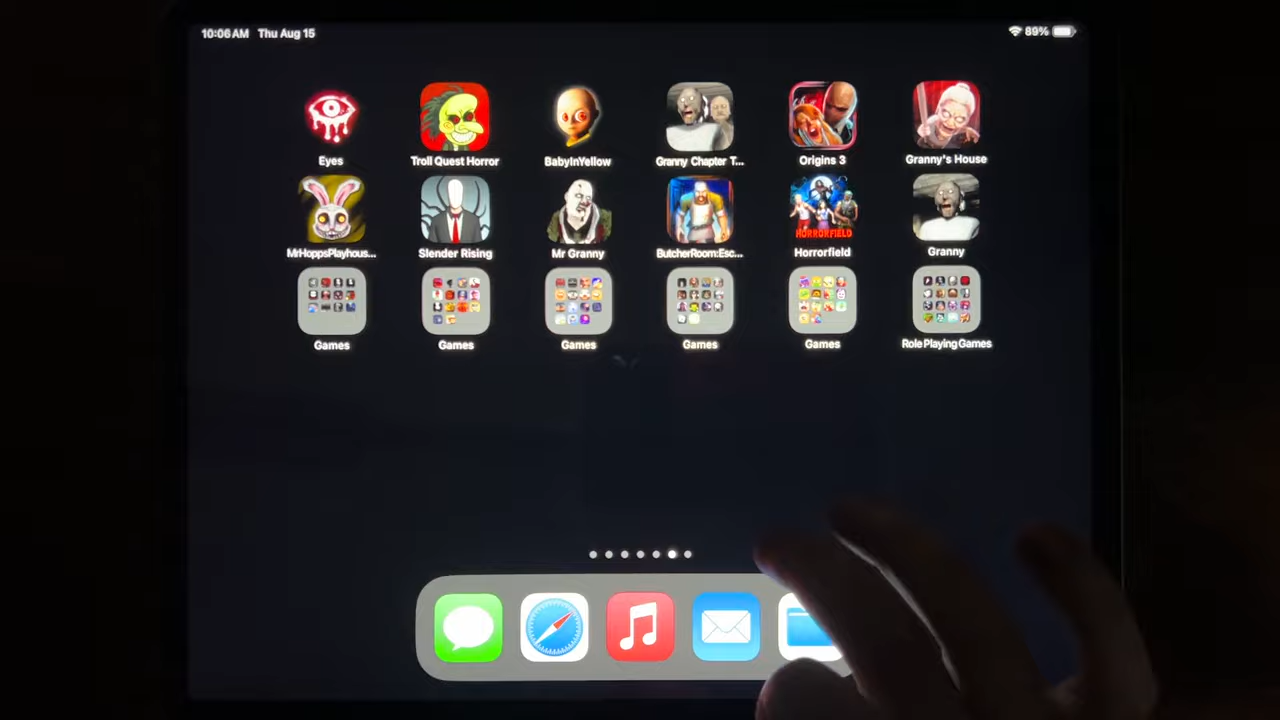 10:06 AM Thu Aug 15 89%
Eyes Troll Quest Horror BabyInYellow Granny Chapter T... Origins 3 Granny's House
HORRORFIELD
MrHoppsPlayhous... Slender Rising Mr Granny ButcherRoom:Esc... Horrorfield Granny
Games Games Games Games Games Role Playing Games